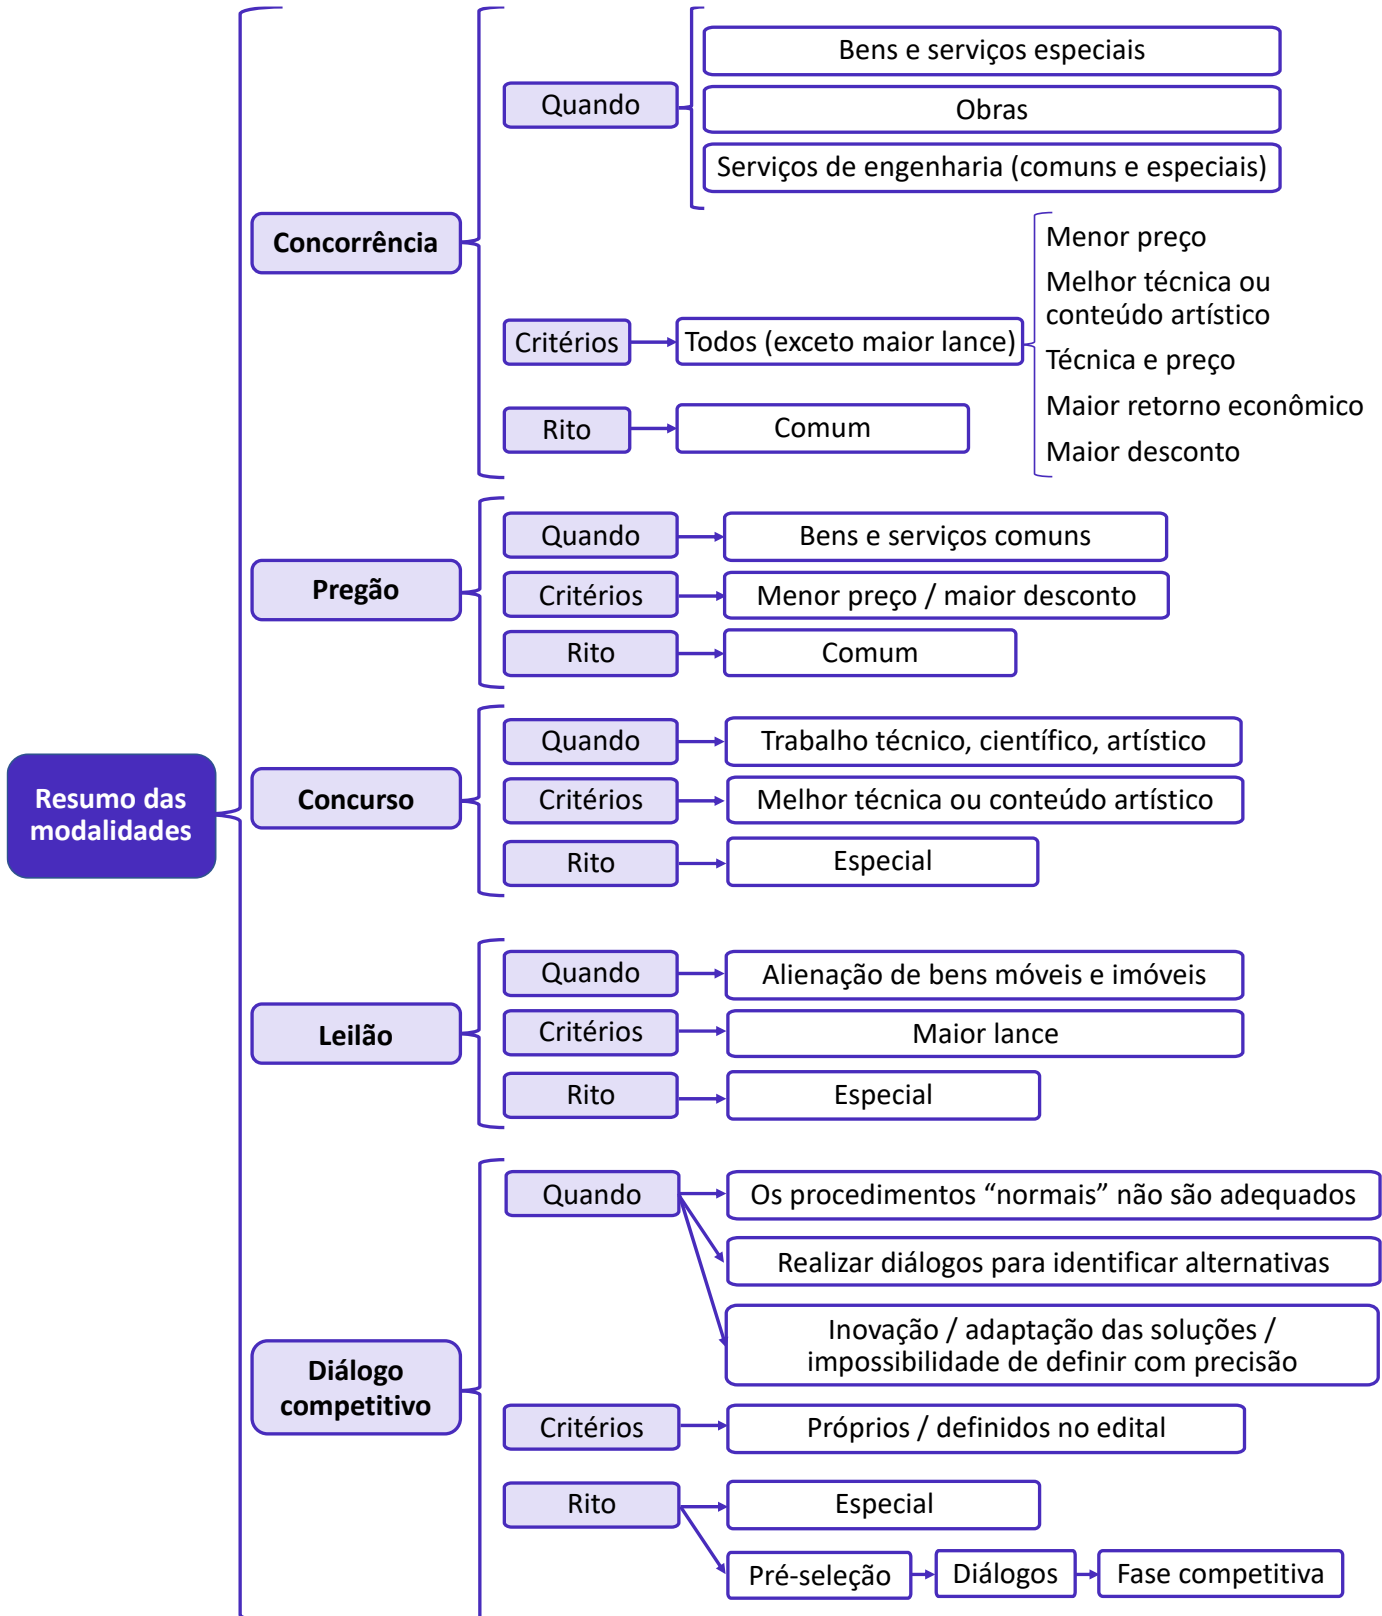 Resumo das
modalidades
Concorrência
Quando
Bens e serviços especiais
Obras
Serviços de engenharia (comuns e especiais)
Critérios
Todos (exceto maior lance)
Menor preço
Melhor técnica ou
conteúdo artístico
Técnica e preço
Maior retorno econômico
Maior desconto
Rito
Comum
Pregão
Quando
Bens e serviços comuns
Critérios
Menor preço / maior desconto
Rito
Comum
Concurso
Quando
Trabalho técnico, científico, artístico
Critérios
Melhor técnica ou conteúdo artístico
Rito
Especial
Leilão
Quando
Alienação de bens móveis e imóveis
Critérios
Maior lance
Rito
Especial
Diálogo
competitivo
Quando
Os procedimentos “normais” não são adequados
Realizar diálogos para identificar alternativas
Inovação / adaptação das soluções /
impossibilidade de definir com precisão
Critérios
Próprios / definidos no edital
Rito
Especial
Pré-seleção
Diálogos
Fase competitiva